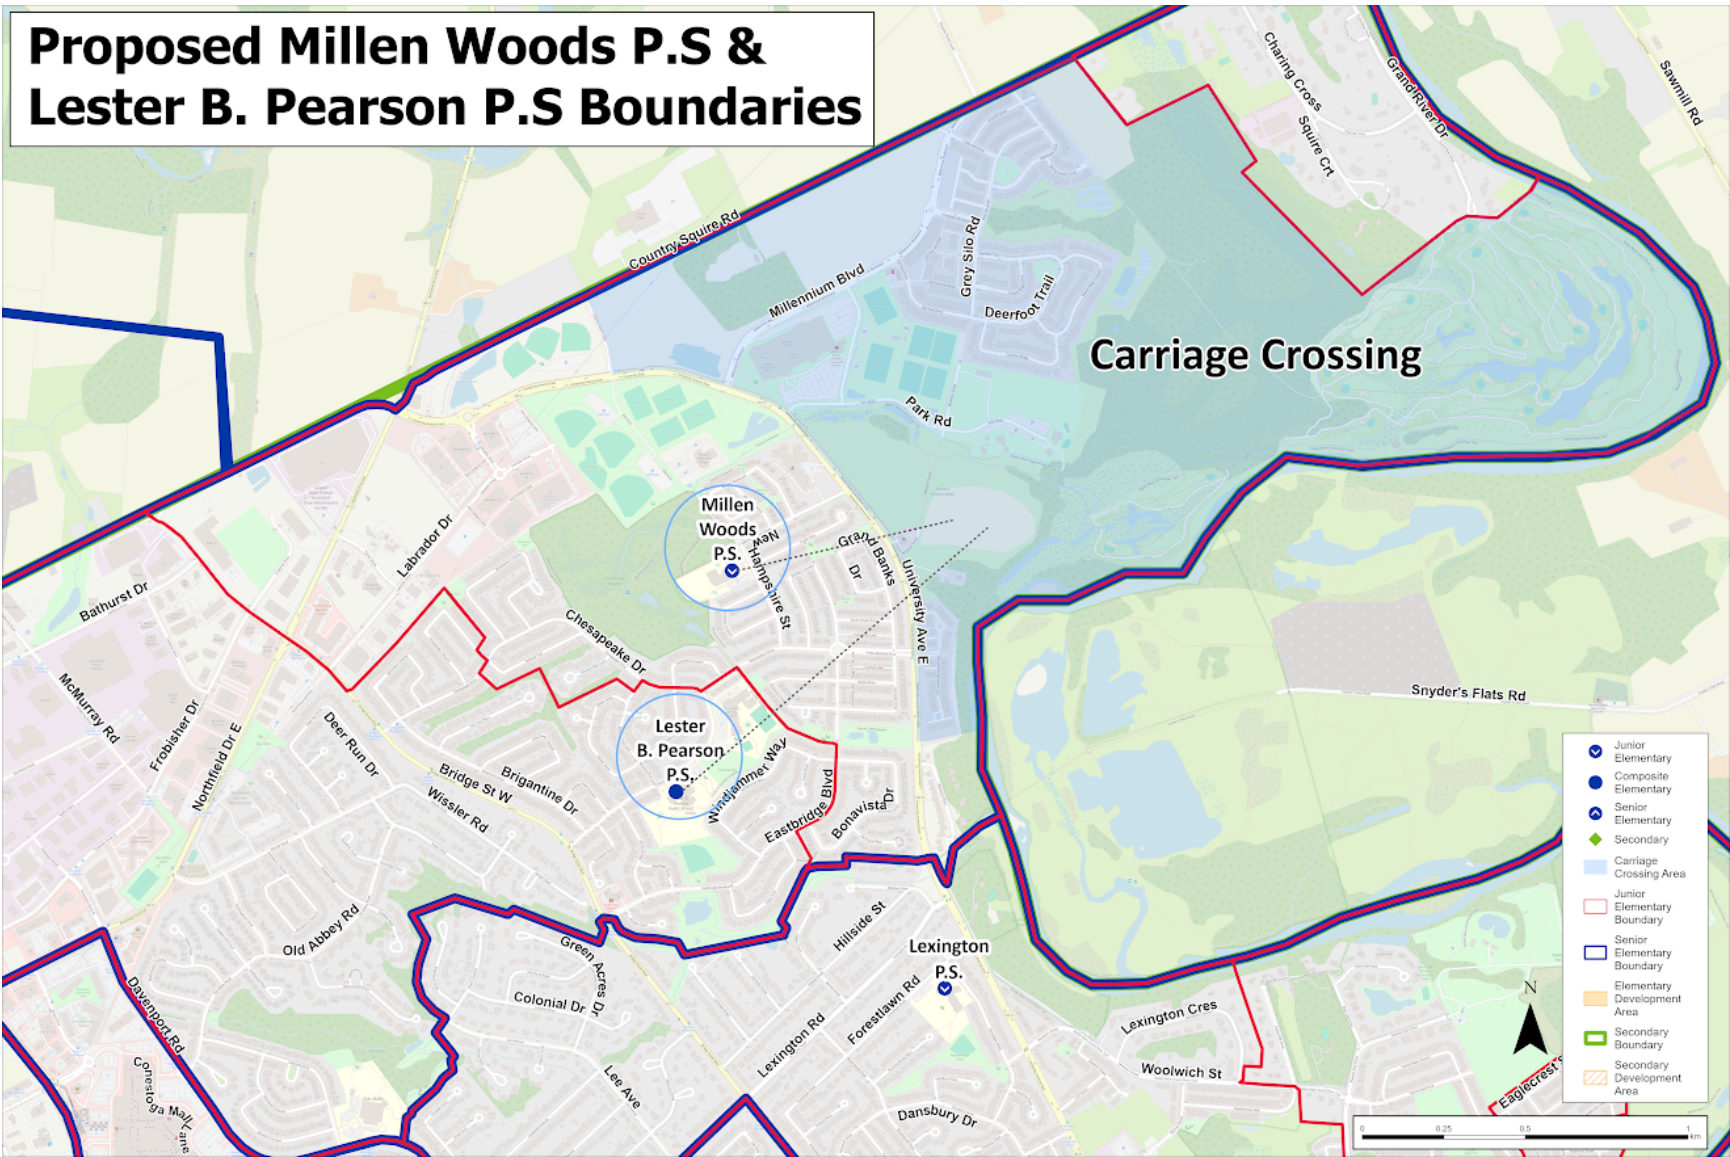 Proposed Millen Woods P.S &
Lester B. Pearson P.S Boundaries
Charing Cross
Squire Crt
Grand River Dr
Sawmill Rd
Country Squire Rd
Millennium Blvd
Grey Silo Rd
Deerfoot Trail
Carriage Crossing
Park Rd
Labrador Dr
Bathurst Dr
Millen
Woods
P.S.
New
Hampshire St
Grand Banks
Dr
University Ave E
Chesapeake Dr
McMurray Rd
Frobisher Dr
Northfield Dr E
Deer Run Dr
Bridge St W
Wissler Rd
Brigantine Dr
Lester
B. Pearson
P.S.
Windjammer Way
Eastbridge Blvd
Bonavista Dr
Snyder's Flats Rd
Old Abbey Rd
Green Acres Dr
Colonial Dr
Hillside St
Lexington
P.S.
Forestlawn Rd
Lexington Rd
Lee Ave
Davenport Rd
Conestoga Mall
Lane
Dansbury Dr
Lexington Cres
Woolwich St
Eaglecrest S
Junior
Elementary
Composite
Elementary
Senior
Elementary
Secondary
Carriage
Crossing Area
Junior
Elementary
Boundary
Senior
Elementary
Boundary
Elementary
Development
Area
Secondary
Boundary
Secondary
Development
Area
N
0 0.25 0.5 1
km